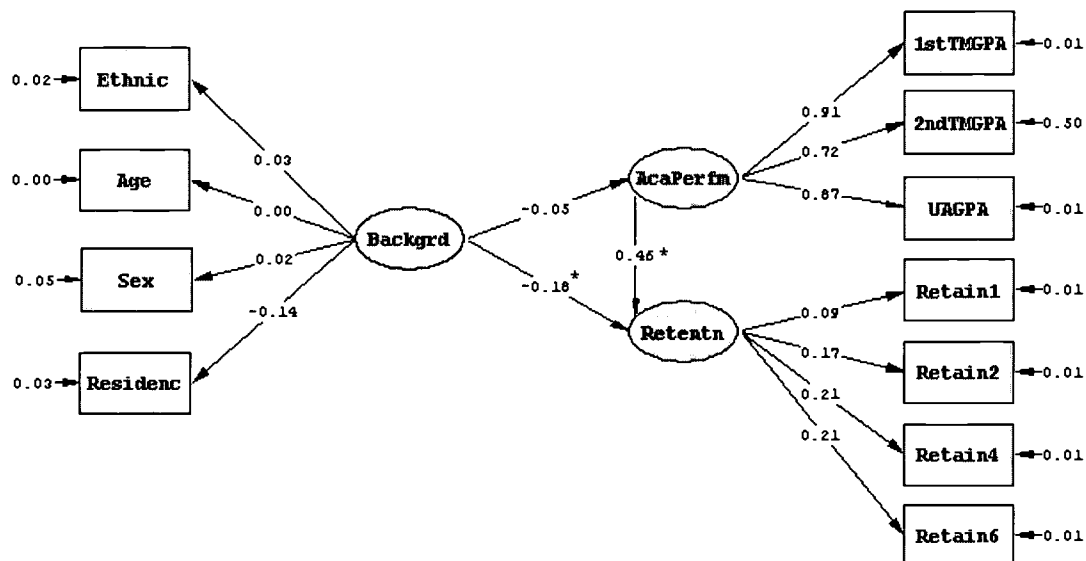 0.02 Ethnic
0.00 Age
0.05 Sex
0.03 Residenc
0.03
0.00
0.02
-0.14
Backgrd
-0.05
-0.18*
AcaPerfm
0.46*
Retentn
0.91
0.72
0.87
0.09
0.17
0.21
0.21
1stTMGPA 0.01
2ndTMGPA 0.50
UAGPA 0.01
Retain1 0.01
Retain2 0.01
Retain4 0.01
Retain6 0.01